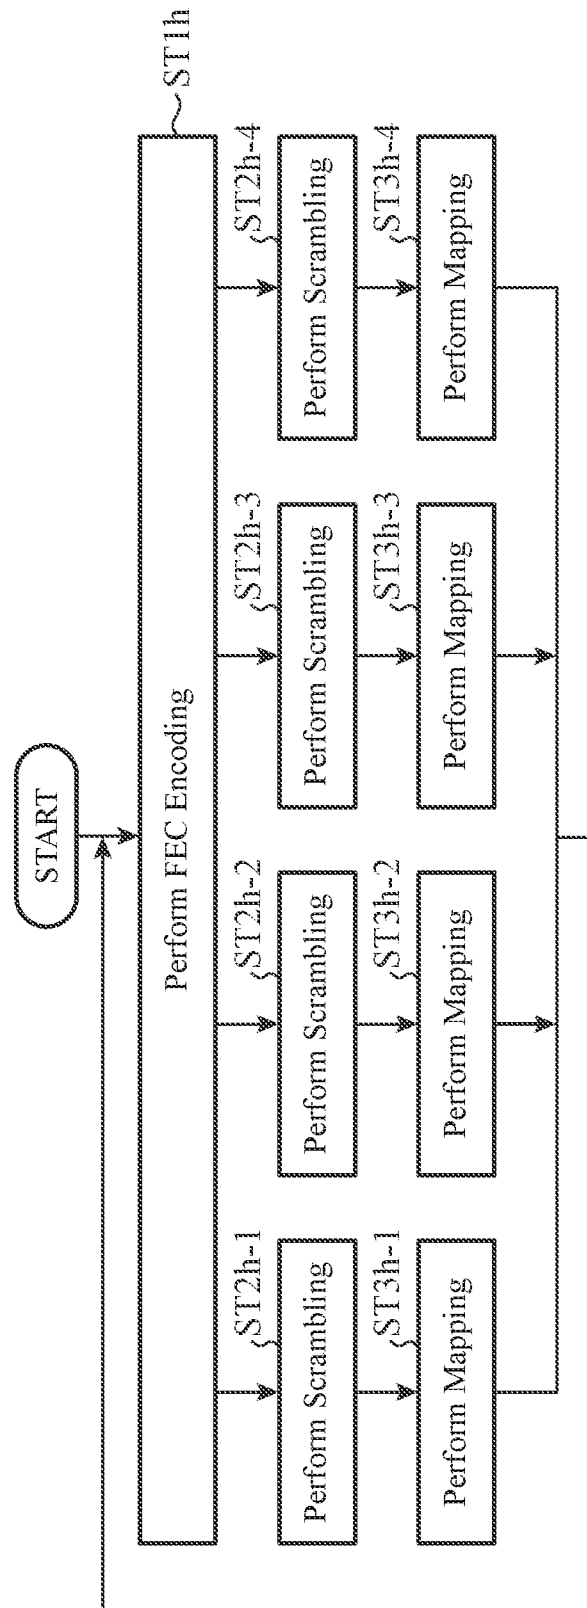 START
ST1h
Perform FEC Encoding
ST2h-1
ST2h-2
ST2h-3
ST2h-4
Perform Scrambling
Perform Scrambling
Perform Scrambling
Perform Scrambling
ST3h-1
ST3h-2
ST3h-3
ST3h-4
Perform Mapping
Perform Mapping
Perform Mapping
Perform Mapping